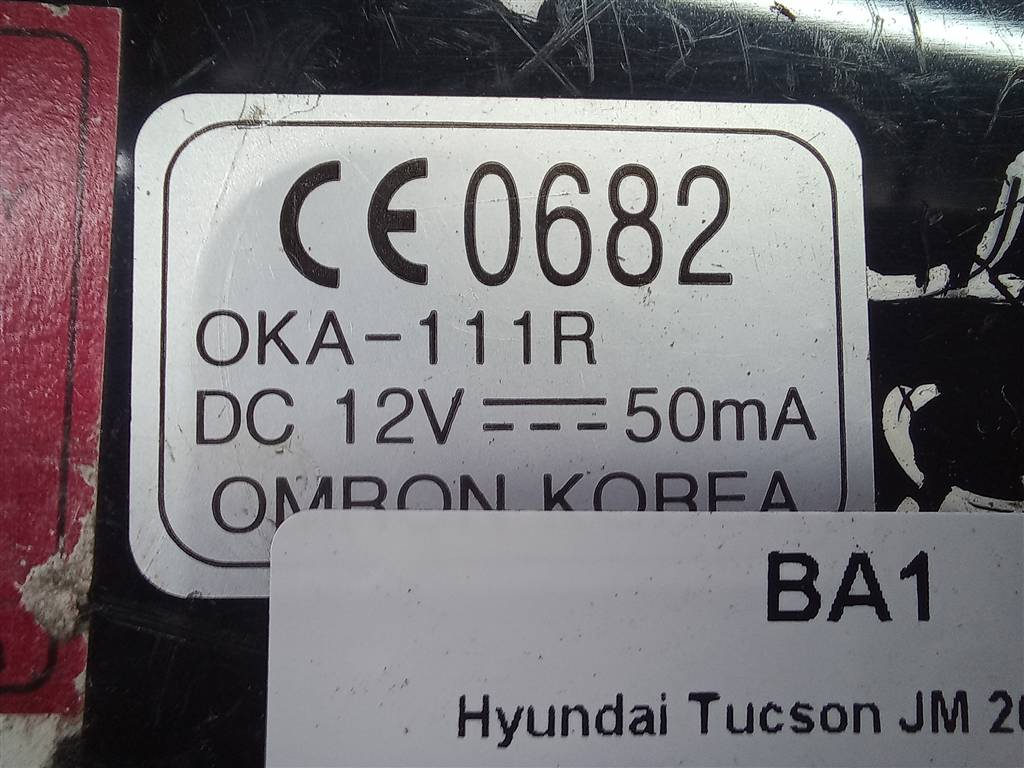 CE 0682
OKA-111R
DC 12V ⎓ 50mA
OMRON KOREA
BA1
Hyundai Tucson JM